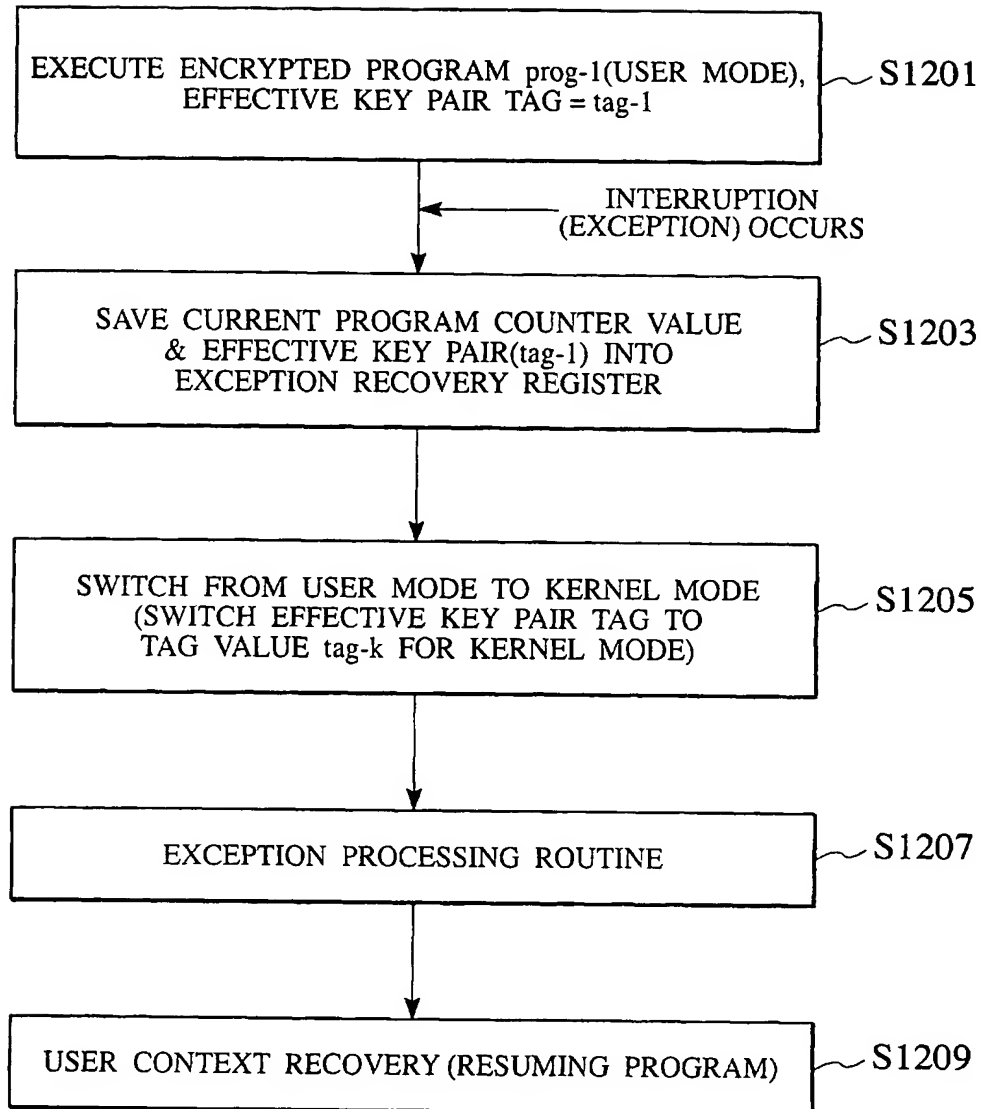 EXECUTE ENCRYPTED PROGRAM prog-1(USER MODE),
EFFECTIVE KEY PAIR TAG = tag-1
S1201
INTERRUPTION
(EXCEPTION) OCCURS
SAVE CURRENT PROGRAM COUNTER VALUE
& EFFECTIVE KEY PAIR(tag-1) INTO
EXCEPTION RECOVERY REGISTER
S1203
SWITCH FROM USER MODE TO KERNEL MODE
(SWITCH EFFECTIVE KEY PAIR TAG TO
TAG VALUE tag-k FOR KERNEL MODE)
S1205
EXCEPTION PROCESSING ROUTINE
S1207
USER CONTEXT RECOVERY (RESUMING PROGRAM)
S1209